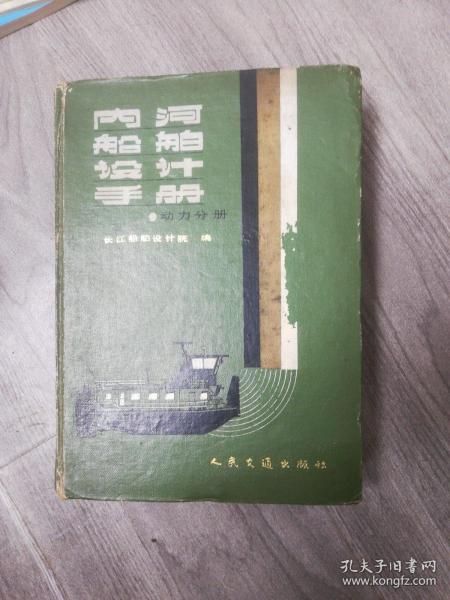 内河
船舶
设计
手册
动力分册
长江船舶设计院 编
人民交通出版社
孔夫子旧书网
www.kongfz.com